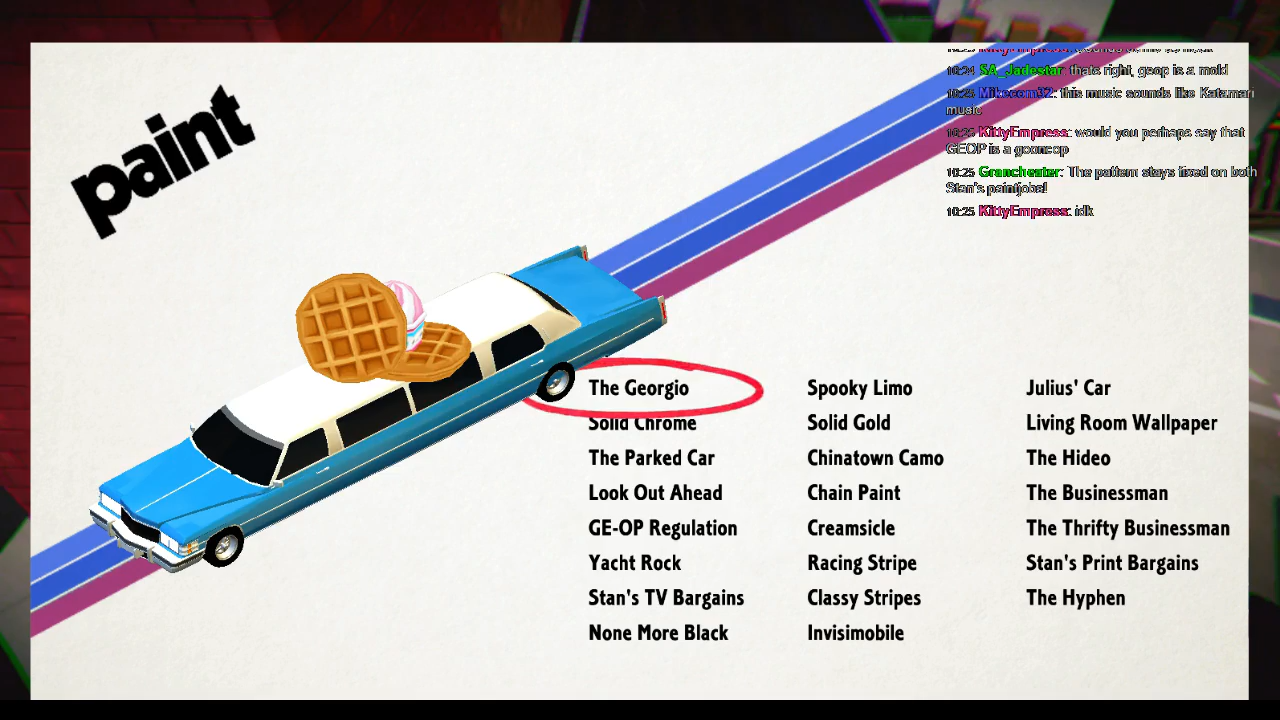 paint
10:24 SA_Jadestar: thats right, geop is a mokl
10:25 Mikecom32: this music sounds like Katamari
music
10:25 KittyEmpress: would you perhaps say that
GEOP is a gooncop
10:25 Grancheater: The pattern stays fixed on both
Stan's paintjobs!
10:25 KittyEmpress: idk
The Georgio
Solid Chrome
The Parked Car
Look Out Ahead
GE-OP Regulation
Yacht Rock
Stan's TV Bargains
None More Black
Spooky Limo
Solid Gold
Chinatown Camo
Chain Paint
Creamsicle
Racing Stripe
Classy Stripes
Invisimobile
Julius' Car
Living Room Wallpaper
The Hideo
The Businessman
The Thrifty Businessman
Stan's Print Bargains
The Hyphen